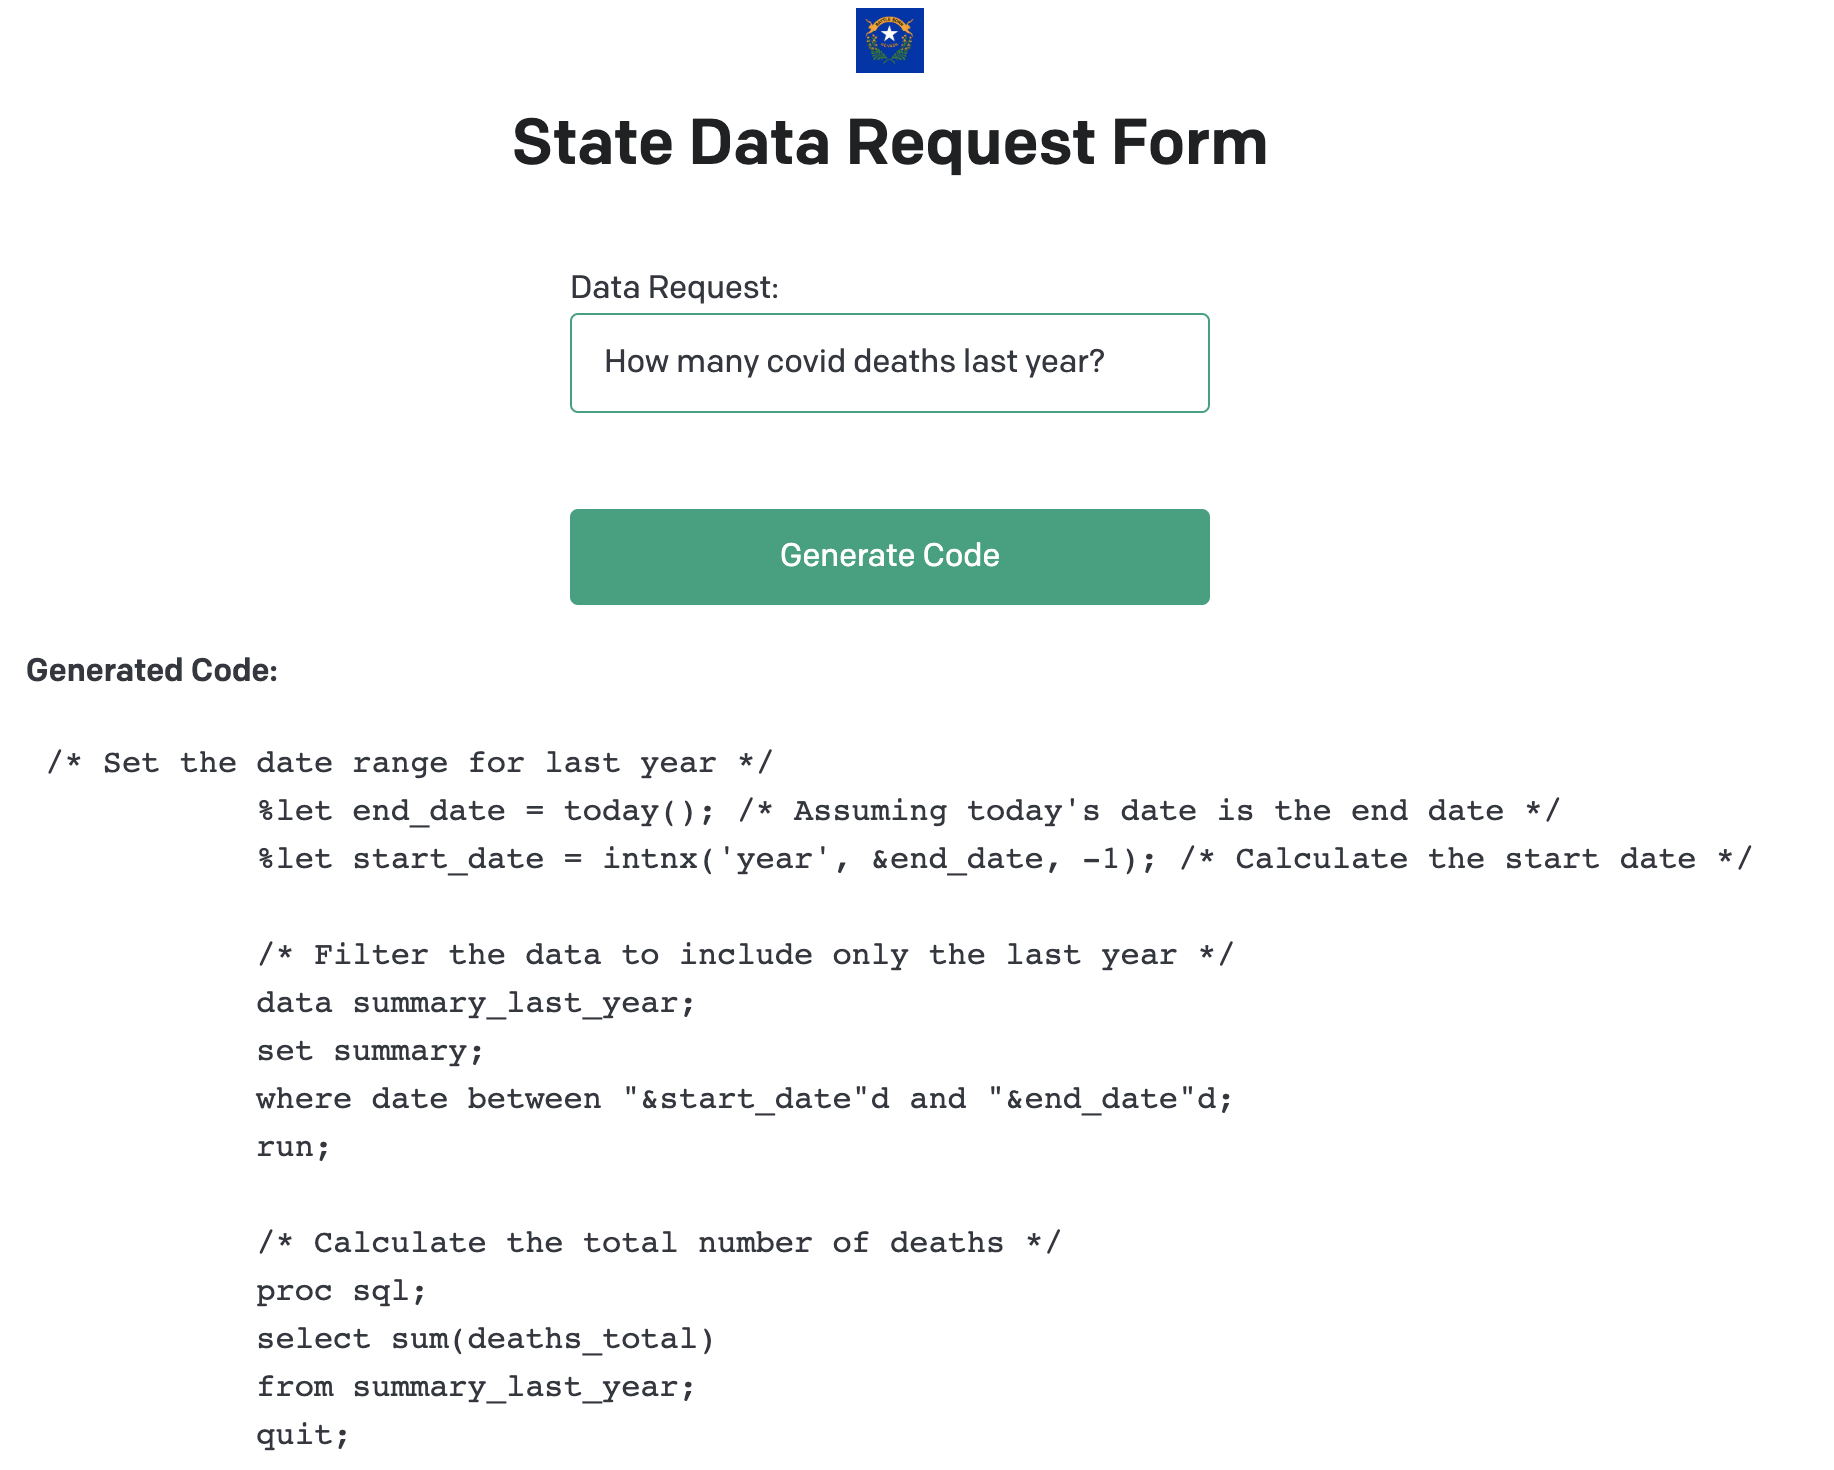 State Data Request Form
Data Request:
How many covid deaths last year?
Generate Code
Generated Code:
/* Set the date range for last year */
%let end_date = today(); /* Assuming today's date is the end date */
%let start_date = intnx('year', &end_date, -1); /* Calculate the start date */
/* Filter the data to include only the last year */
data summary_last_year;
set summary;
where date between "&start_date"d and "&end_date"d;
run;
/* Calculate the total number of deaths */
proc sql;
select sum(deaths_total)
from summary_last_year;
quit;